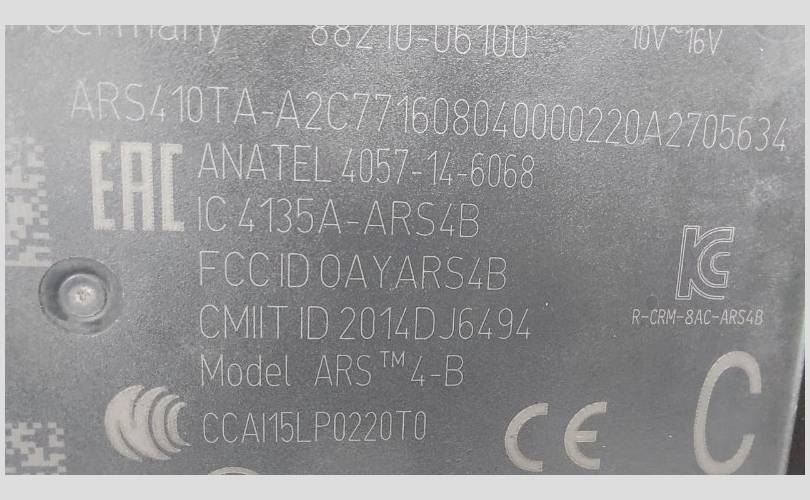 Germany 88210-06100 10V~16V
ARS410TA-A2C771608040000220A2705634
EAC
ANATEL 4057-14-6068
IC 4135A-ARS4B
FCC ID OAYARS4B
CMIIT ID 2014DJ6494
R-CRM-8AC-ARS4B
Model ARS™4-B
CCAI15LP0220T0
CE
C